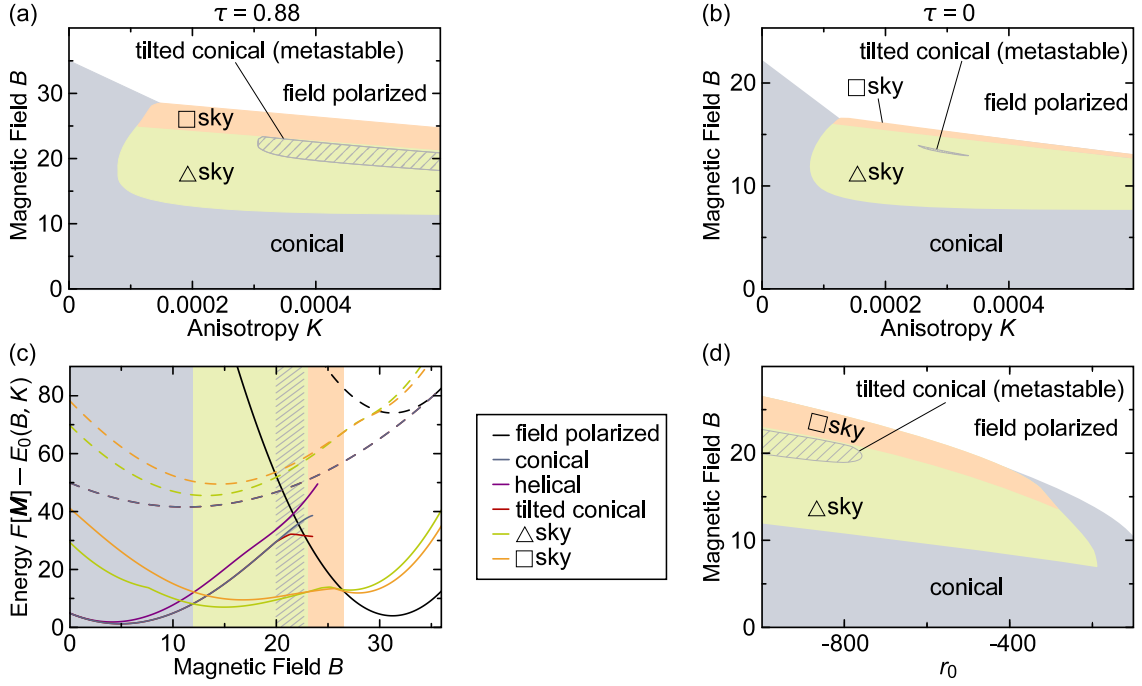 (a)
τ = 0.88
tilted conical (metastable)
field polarized
□sky
△sky
conical
Magnetic Field B
30
20
10
0
0
0.0002
0.0004
Anisotropy K
(b)
τ = 0
tilted conical (metastable)
field polarized
□sky
△sky
conical
Magnetic Field B
20
10
0
0
0.0002
0.0004
Anisotropy K
(c)
Energy F[M] — E₀(B, K)
80
60
40
20
0
0
10
20
30
Magnetic Field B
field polarized
conical
helical
tilted conical
△sky
□sky
(d)
tilted conical (metastable)
field polarized
□sky
△sky
conical
Magnetic Field B
30
20
10
0
-800
-400
r₀